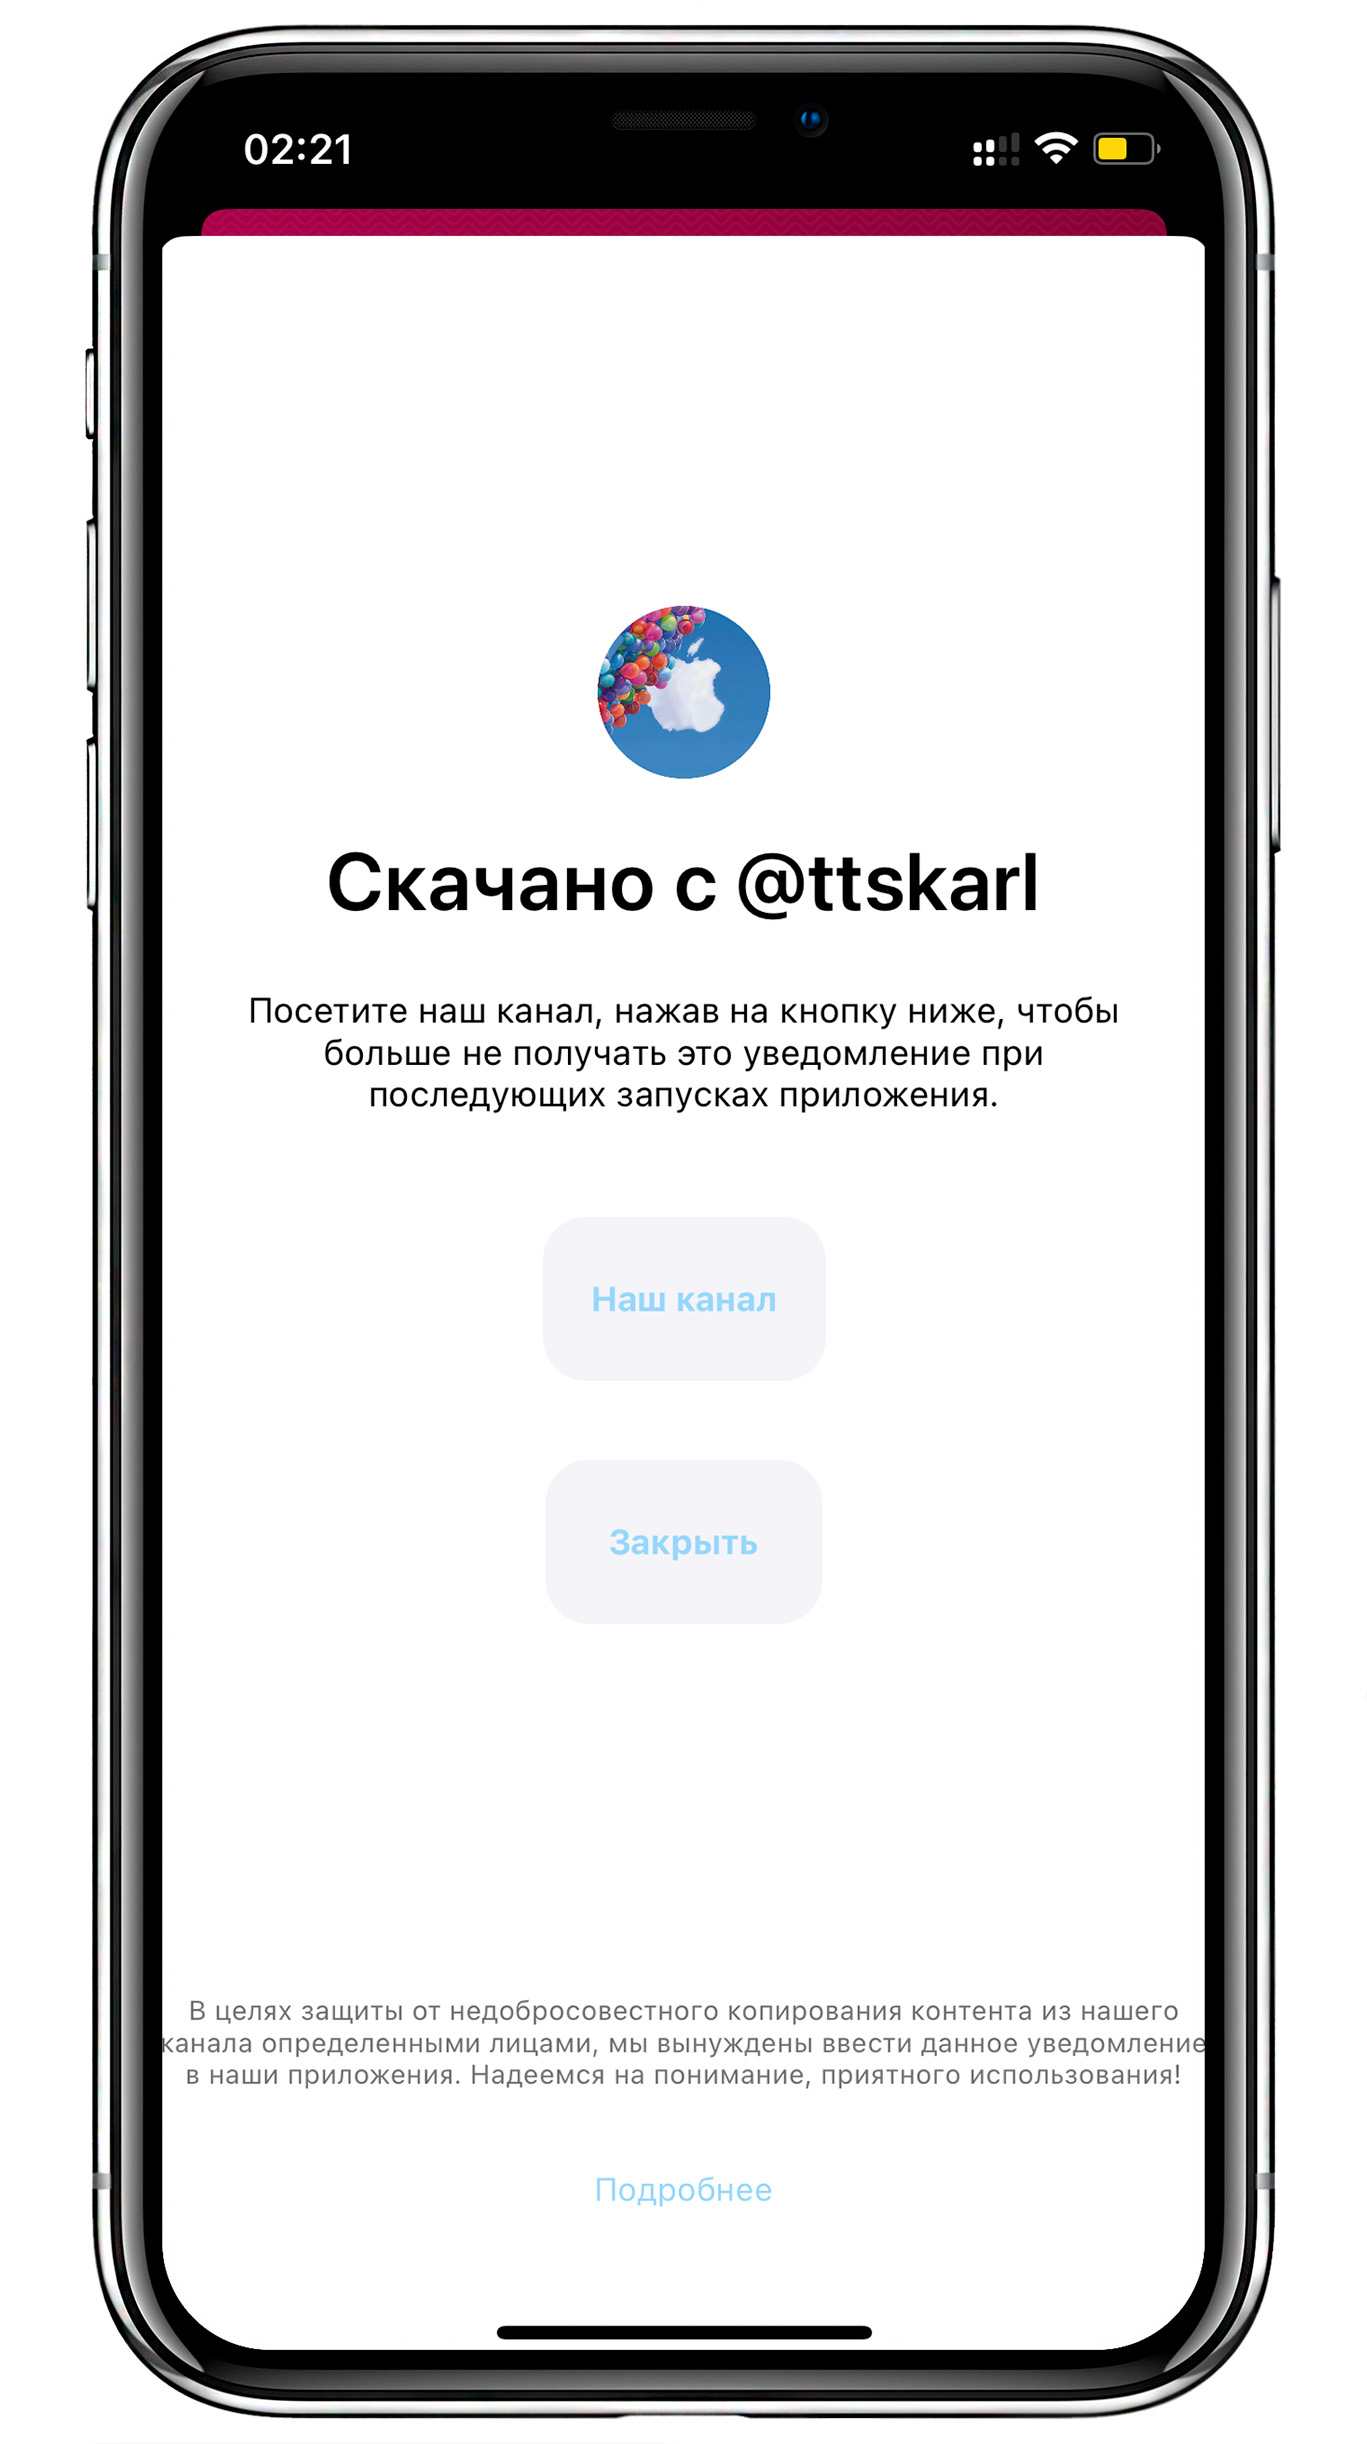 02:21
Скачано с @ttskarl
Посетите наш канал, нажав на кнопку ниже, чтобы
больше не получать это уведомление при
последующих запусках приложения.
Наш канал
Закрыть
В целях защиты от недобросовестного копирования контента из нашего
канала определенными лицами, мы вынуждены ввести данное уведомление
в наши приложения. Надеемся на понимание, приятного использования!
Подробнее